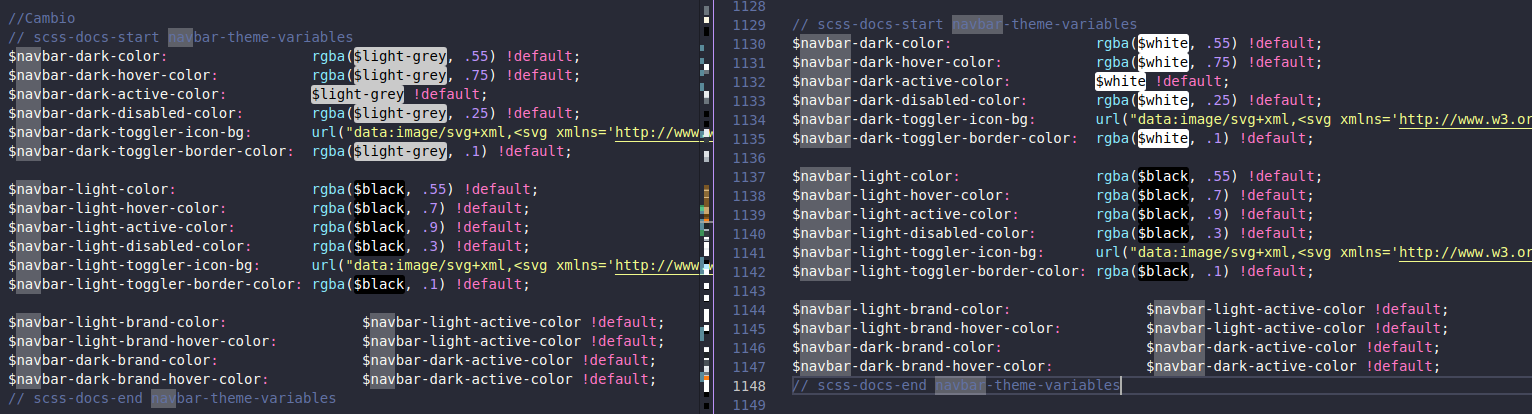 //Cambio
// scss-docs-start navbar-theme-variables
$navbar-dark-color: rgba($light-grey, .55) !default;
$navbar-dark-hover-color: rgba($light-grey, .75) !default;
$navbar-dark-active-color: $light-grey !default;
$navbar-dark-disabled-color: rgba($light-grey, .25) !default;
$navbar-dark-toggler-icon-bg: url("data:image/svg+xml,<svg xmlns='http://www
$navbar-dark-toggler-border-color: rgba($light-grey, .1) !default;
$navbar-light-color: rgba($black, .55) !default;
$navbar-light-hover-color: rgba($black, .7) !default;
$navbar-light-active-color: rgba($black, .9) !default;
$navbar-light-disabled-color: rgba($black, .3) !default;
$navbar-light-toggler-icon-bg: url("data:image/svg+xml,<svg xmlns='http://www
$navbar-light-toggler-border-color: rgba($black, .1) !default;
$navbar-light-brand-color: $navbar-light-active-color !default;
$navbar-light-brand-hover-color: $navbar-light-active-color !default;
$navbar-dark-brand-color: $navbar-dark-active-color !default;
$navbar-dark-brand-hover-color: $navbar-dark-active-color !default;
// scss-docs-end navbar-theme-variables
1128
1129 // scss-docs-start navbar-theme-variables
1130 $navbar-dark-color: rgba($white, .55) !default;
1131 $navbar-dark-hover-color: rgba($white, .75) !default;
1132 $navbar-dark-active-color: $white !default;
1133 $navbar-dark-disabled-color: rgba($white, .25) !default;
1134 $navbar-dark-toggler-icon-bg: url("data:image/svg+xml,<svg xmlns='http://www.w3.or
1135 $navbar-dark-toggler-border-color: rgba($white, .1) !default;
1136
1137 $navbar-light-color: rgba($black, .55) !default;
1138 $navbar-light-hover-color: rgba($black, .7) !default;
1139 $navbar-light-active-color: rgba($black, .9) !default;
1140 $navbar-light-disabled-color: rgba($black, .3) !default;
1141 $navbar-light-toggler-icon-bg: url("data:image/svg+xml,<svg xmlns='http://www.w3.or
1142 $navbar-light-toggler-border-color: rgba($black, .1) !default;
1143
1144 $navbar-light-brand-color: $navbar-light-active-color !default;
1145 $navbar-light-brand-hover-color: $navbar-light-active-color !default;
1146 $navbar-dark-brand-color: $navbar-dark-active-color !default;
1147 $navbar-dark-brand-hover-color: $navbar-dark-active-color !default;
1148 // scss-docs-end navbar-theme-variables
1149